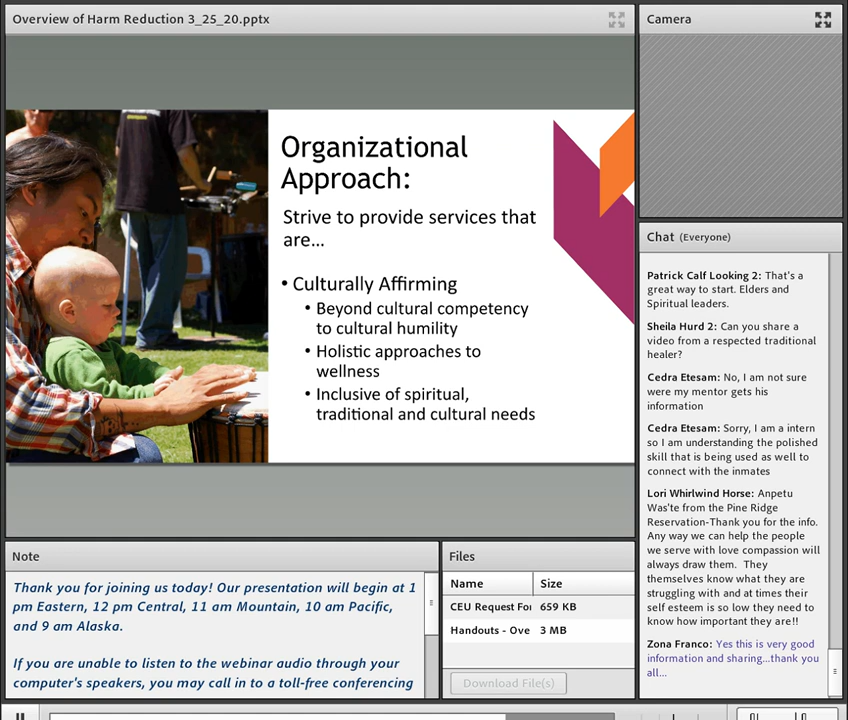 Overview of Harm Reduction 3_25_20.pptx
Organizational
Approach:
Strive to provide services that
are...
• Culturally Affirming
• Beyond cultural competency
to cultural humility
• Holistic approaches to
wellness
• Inclusive of spiritual,
traditional and cultural needs
Camera
Chat (Everyone)
Patrick Calf Looking 2: That's a
great way to start. Elders and
Spiritual leaders.
Sheila Hurd 2: Can you share a
video from a respected traditional
healer?
Cedra Etesam: No, I am not sure
were my mentor gets his
information
Cedra Etesam: Sorry, I am a intern
so I am understanding the polished
skill that is being used as well to
connect with the inmates
Lori Whirlwind Horse: Anpetu
Was'te from the Pine Ridge
Reservation-Thank you for the info.
Any way we can help the people
we serve with love compassion will
always draw them. They
themselves know what they are
struggling with and at times their
self esteem is so low they need to
know how important they are!!
Zona Franco: Yes this is very good
information and sharing...thank you
all...
Note
Thank you for joining us today! Our presentation will begin at 1
pm Eastern, 12 pm Central, 11 am Mountain, 10 am Pacific,
and 9 am Alaska.
If you are unable to listen to the webinar audio through your
computer's speakers, you may call in to a toll-free conferencing
Files
Name Size
CEU Request For 659 KB
Handouts - Ove 3 MB
Download File(s)